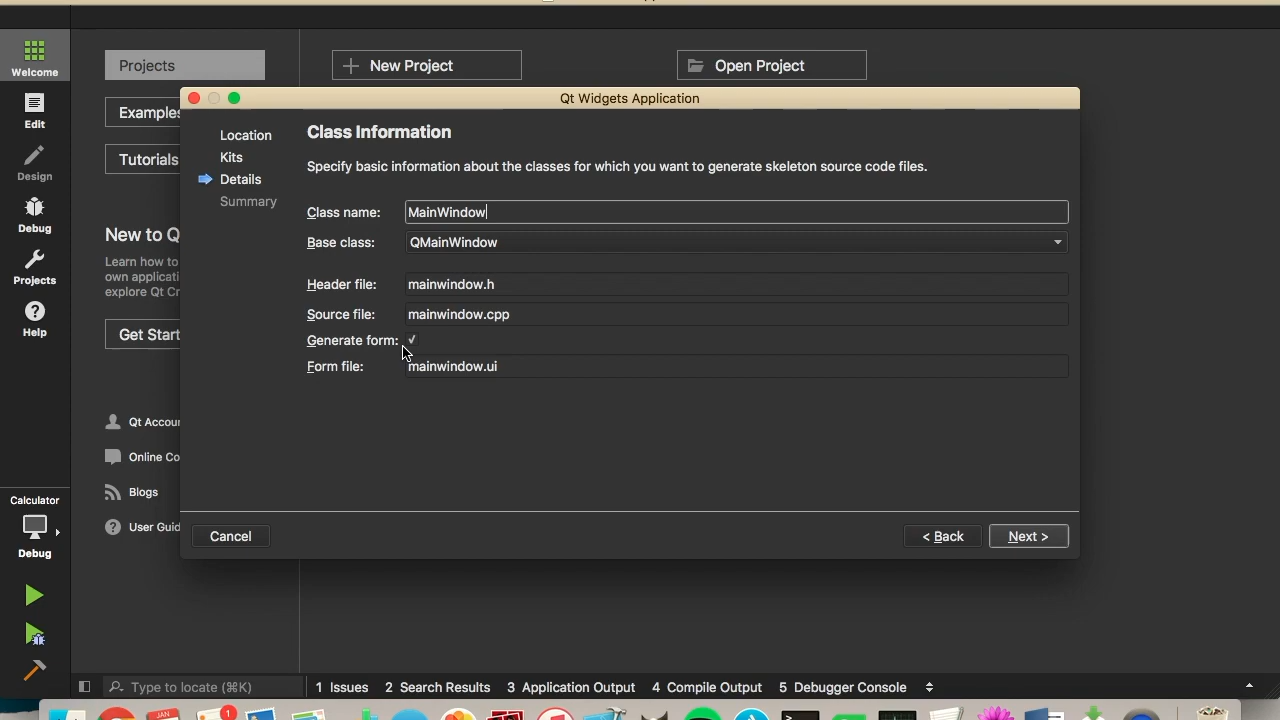 Welcome
Projects
New Project
Open Project
Qt Widgets Application
Edit
Examples
Location
Class Information
Kits
Tutorials
Specify basic information about the classes for which you want to generate skeleton source code files.
Details
Design
Summary
Class name: MainWindow
Debug
New to Q
Base class: QMainWindow
Learn how to
own applicati
explore Qt Cr
Projects
Header file: mainwindow.h
Source file: mainwindow.cpp
Help
Get Start
Generate form: ✓
Form file: mainwindow.ui
Qt Accour
Online Co
Blogs
Calculator
User Guid
Cancel
< Back
Next >
Debug
Type to locate (⌘K)
1 Issues 2 Search Results 3 Application Output 4 Compile Output 5 Debugger Console
JAN
1